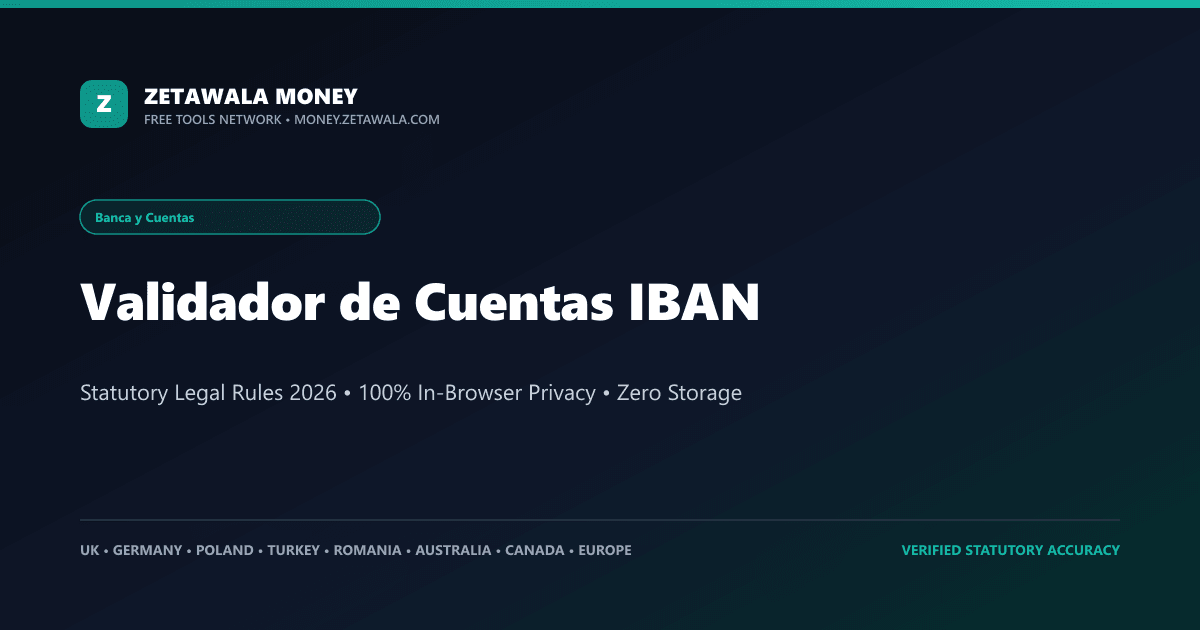 Z
ZETAWALA MONEY
FREE TOOLS NETWORK • MONEY.ZETAWALA.COM
Banca y Cuentas
Validador de Cuentas IBAN
Statutory Legal Rules 2026 • 100% In-Browser Privacy • Zero Storage
UK • GERMANY • POLAND • TURKEY • ROMANIA • AUSTRALIA • CANADA • EUROPE
VERIFIED STATUTORY ACCURACY